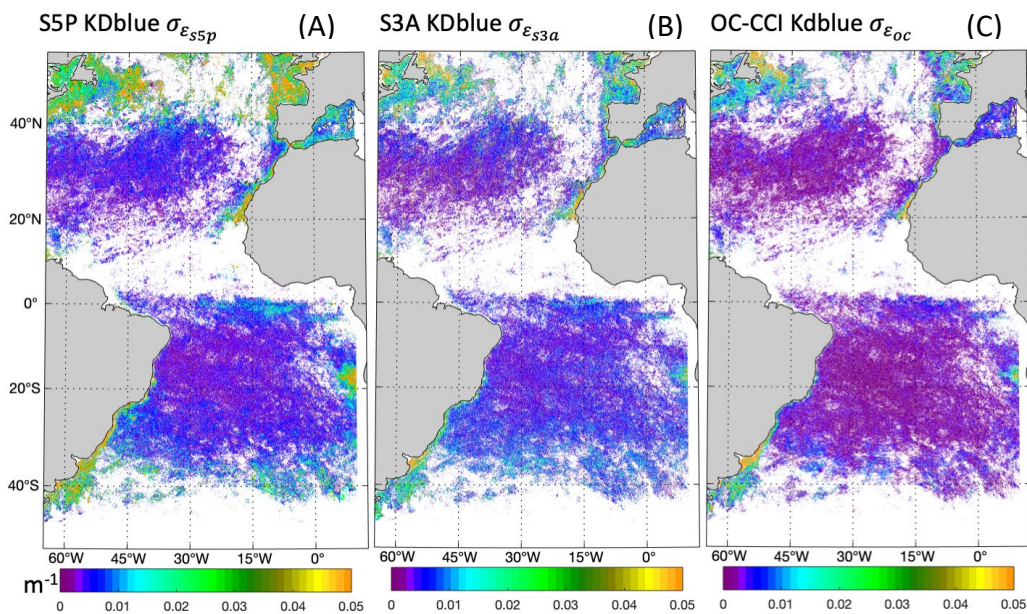 S5P KDblue σεs5p (A)
S3A KDblue σεs3a (B)
OC-CCI Kdblue σεoc (C)
40°N
20°N
0°
20°S
40°S
60°W 45°W 30°W 15°W 0°
60°W 45°W 30°W 15°W 0°
60°W 45°W 30°W 15°W 0°
m-1
0 0.01 0.02 0.03 0.04 0.05
0 0.01 0.02 0.03 0.04 0.05
0 0.01 0.02 0.03 0.04 0.05